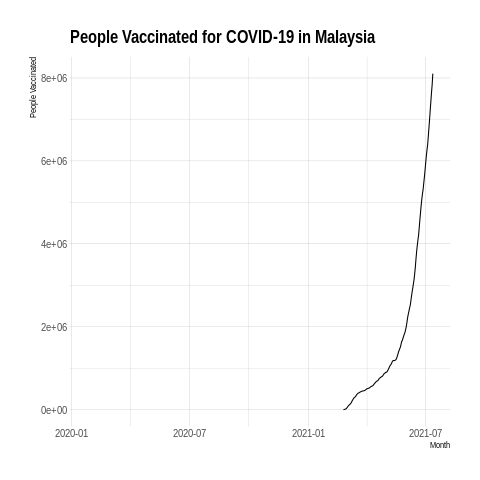 People Vaccinated for COVID-19 in Malaysia
People Vaccinated
8e+06
6e+06
4e+06
2e+06
0e+00
2020-01 2020-07 2021-01 2021-07
Month